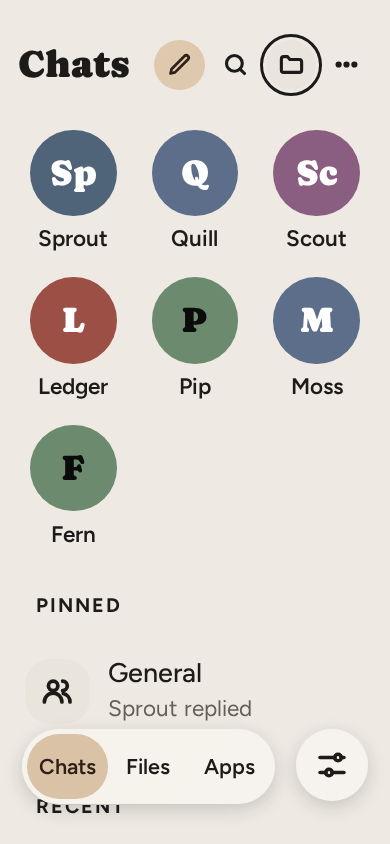 Chats
Sp Q Sc
Sprout Quill Scout
L P M
Ledger Pip Moss
F
Fern
PINNED
General
Sprout replied
Chats Files Apps
RECENT